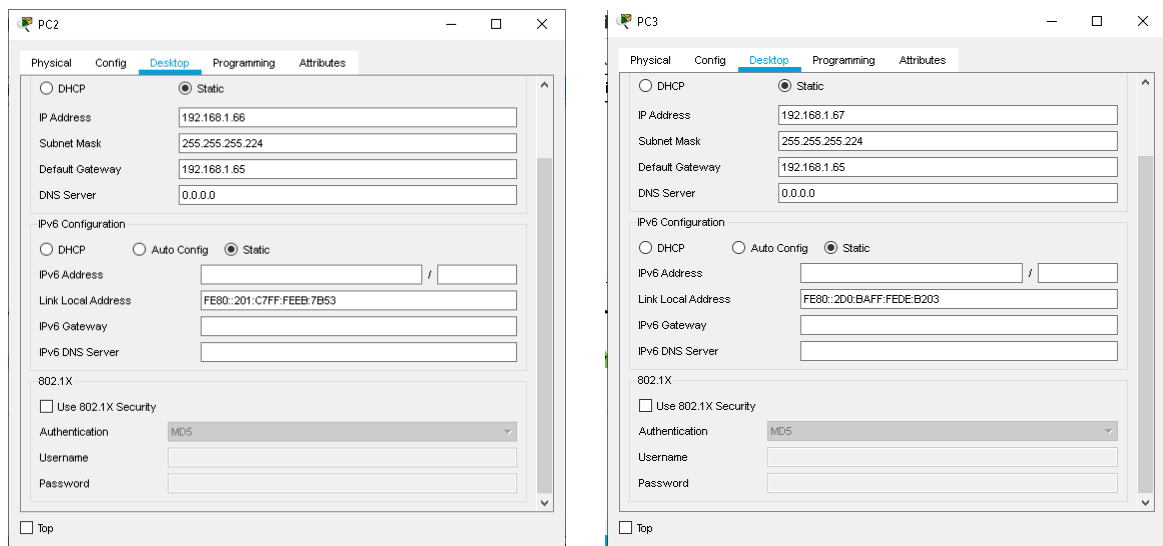 PC2
Physical Config Desktop Programming Attributes
DHCP Static
IP Address 192.168.1.66
Subnet Mask 255.255.255.224
Default Gateway 192.168.1.65
DNS Server 0.0.0.0
IPv6 Configuration
DHCP Auto Config Static
IPv6 Address /
Link Local Address FE80::201:C7FF:FEEB:7B53
IPv6 Gateway
IPv6 DNS Server
802.1X
Use 802.1X Security
Authentication MD5
Username
Password
Top
PC3
Physical Config Desktop Programming Attributes
DHCP Static
IP Address 192.168.1.67
Subnet Mask 255.255.255.224
Default Gateway 192.168.1.65
DNS Server 0.0.0.0
IPv6 Configuration
DHCP Auto Config Static
IPv6 Address /
Link Local Address FE80::2D0:BAFF:FEDE:B203
IPv6 Gateway
IPv6 DNS Server
802.1X
Use 802.1X Security
Authentication MD5
Username
Password
Top